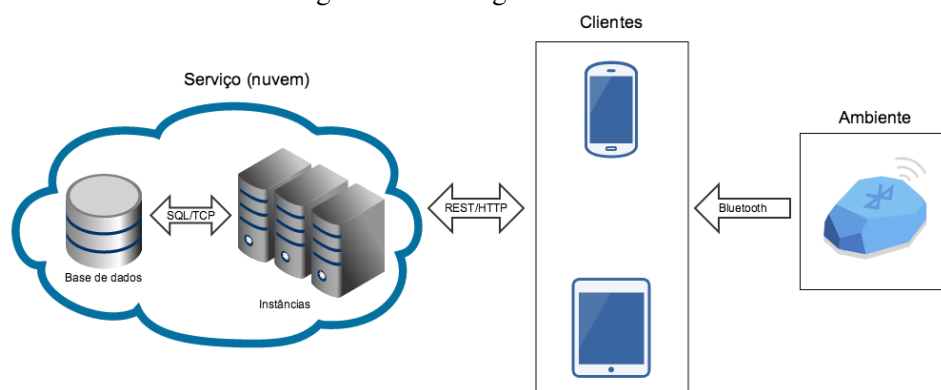 Clientes
Serviço (nuvem)
Ambiente
SQL/TCP
REST/HTTP
Bluetooth
Base de dados
Instâncias